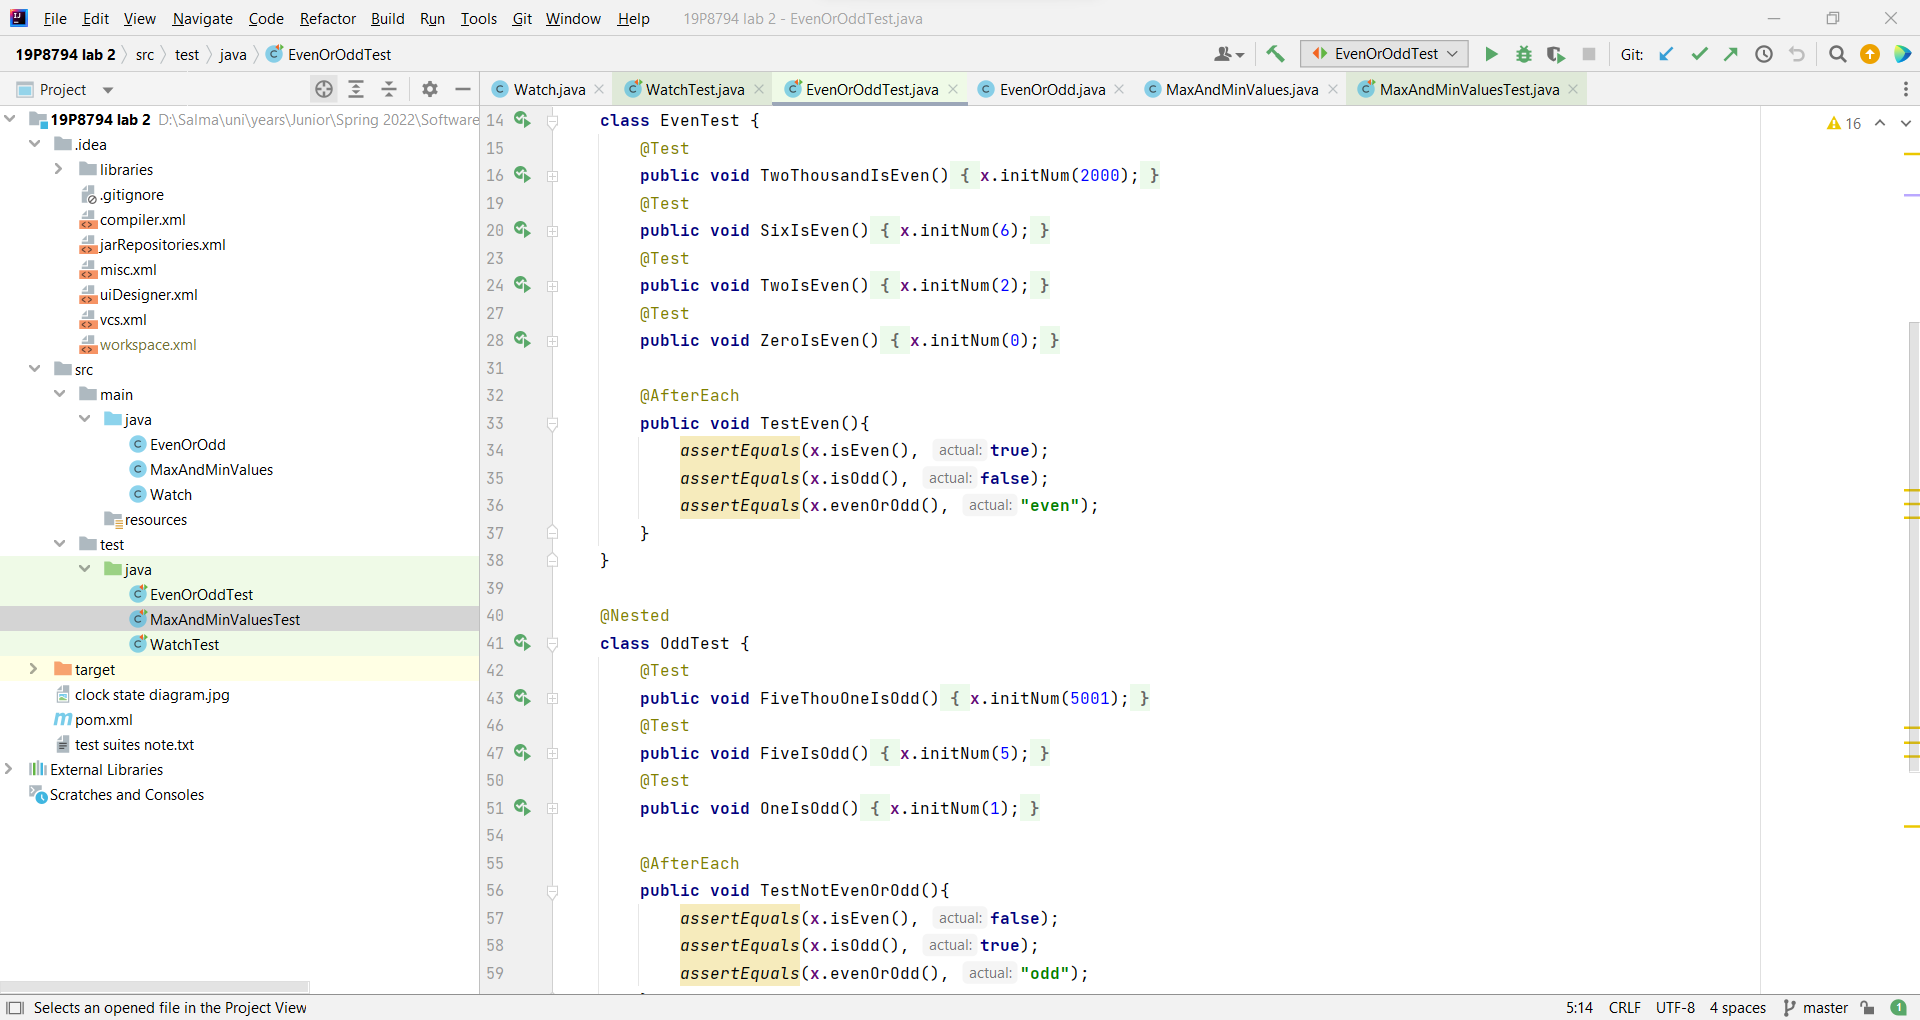 File Edit View Navigate Code Refactor Build Run Tools Git Window Help 19P8794 lab 2 - EvenOrOddTest.java
19P8794 lab 2 src test java EvenOrOddTest EvenOrOddTest Git:
Project
Watch.java WatchTest.java EvenOrOddTest.java EvenOrOdd.java MaxAndMinValues.java MaxAndMinValuesTest.java
19P8794 lab 2 D:\Salma\uni\years\Junior\Spring 2022\Software
.idea
libraries
.gitignore
compiler.xml
jarRepositories.xml
misc.xml
uiDesigner.xml
vcs.xml
workspace.xml
src
main
java
EvenOrOdd
MaxAndMinValues
Watch
resources
test
java
EvenOrOddTest
MaxAndMinValuesTest
WatchTest
target
clock state diagram.jpg
pom.xml
test suites note.txt
External Libraries
Scratches and Consoles
16
14 class EvenTest {
15 @Test
16 public void TwoThousandIsEven() { x.initNum(2000); }
19 @Test
20 public void SixIsEven() { x.initNum(6); }
23 @Test
24 public void TwoIsEven() { x.initNum(2); }
27 @Test
28 public void ZeroIsEven() { x.initNum(0); }
31
32 @AfterEach
33 public void TestEven(){
34 assertEquals(x.isEven(), actual: true);
35 assertEquals(x.isOdd(), actual: false);
36 assertEquals(x.evenOrOdd(), actual: "even");
37 }
38 }
39
40 @Nested
41 class OddTest {
42 @Test
43 public void FiveThouOneIsOdd() { x.initNum(5001); }
46 @Test
47 public void FiveIsOdd() { x.initNum(5); }
50 @Test
51 public void OneIsOdd() { x.initNum(1); }
54
55 @AfterEach
56 public void TestNotEvenOrOdd(){
57 assertEquals(x.isEven(), actual: false);
58 assertEquals(x.isOdd(), actual: true);
59 assertEquals(x.evenOrOdd(), actual: "odd");
Selects an opened file in the Project View 5:14 CRLF UTF-8 4 spaces master 1